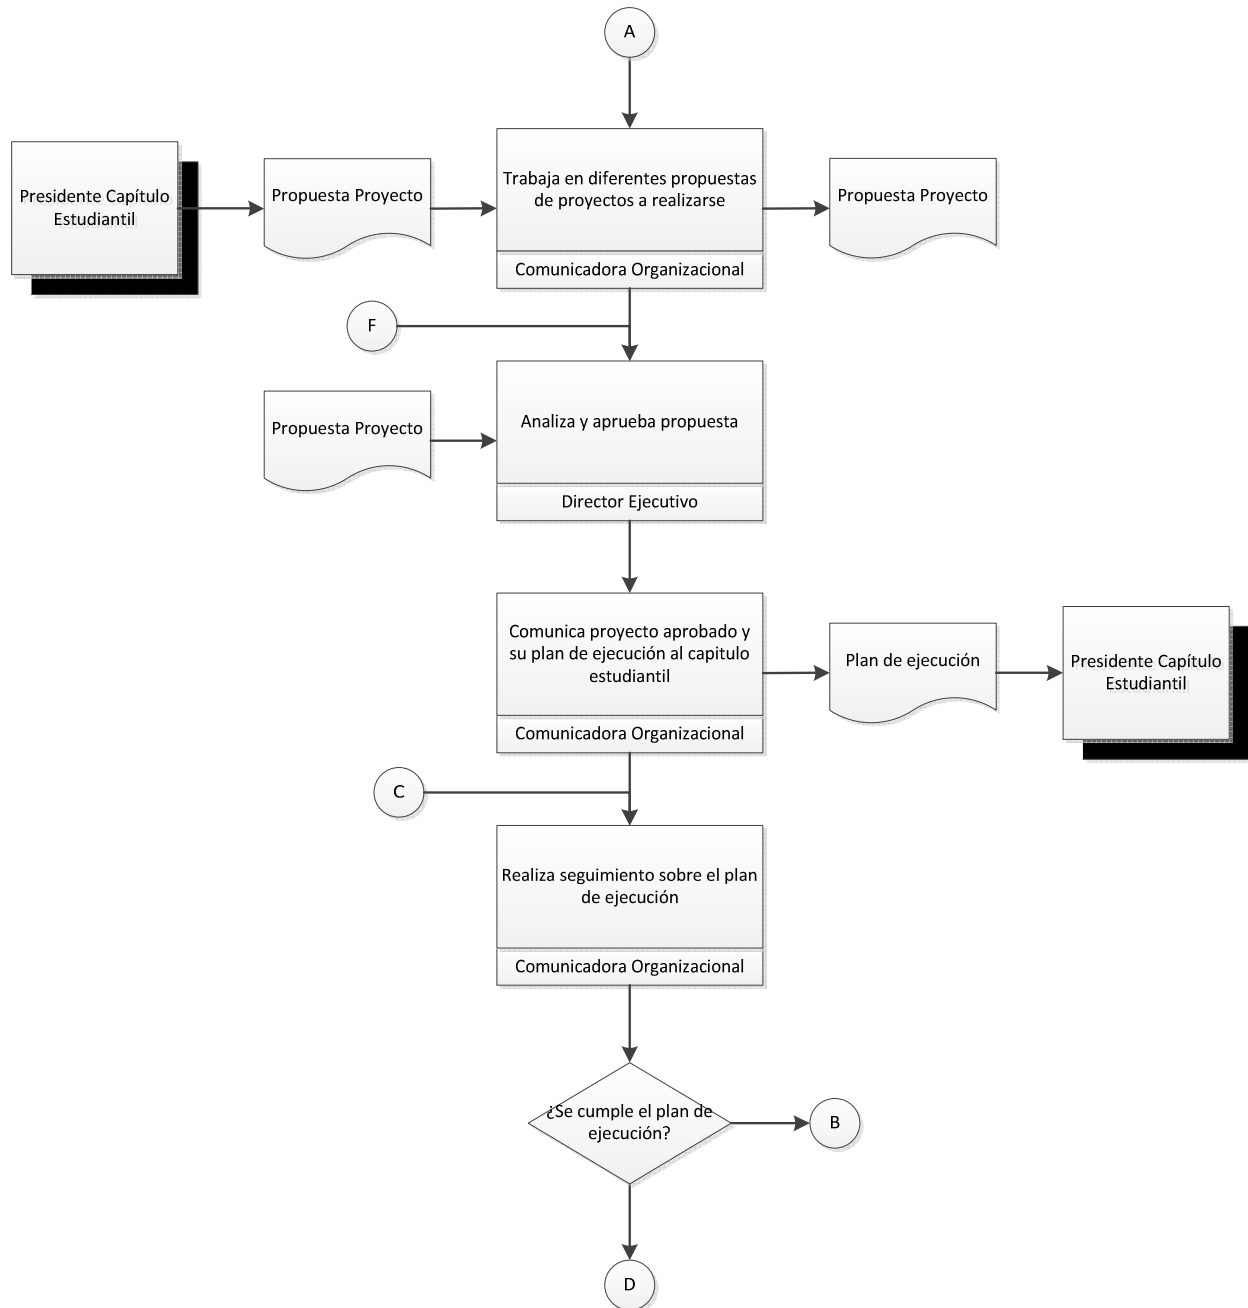 A
Presidente Capítulo
Estudiantil
Propuesta Proyecto
Trabaja en diferentes propuestas
de proyectos a realizarse
Comunicadora Organizacional
Propuesta Proyecto
F
Propuesta Proyecto
Analiza y aprueba propuesta
Director Ejecutivo
Comunica proyecto aprobado y
su plan de ejecución al capitulo
estudiantil
Comunicadora Organizacional
Plan de ejecución
Presidente Capítulo
Estudiantil
C
Realiza seguimiento sobre el plan
de ejecución
Comunicadora Organizacional
¿Se cumple el plan de
ejecución?
B
D